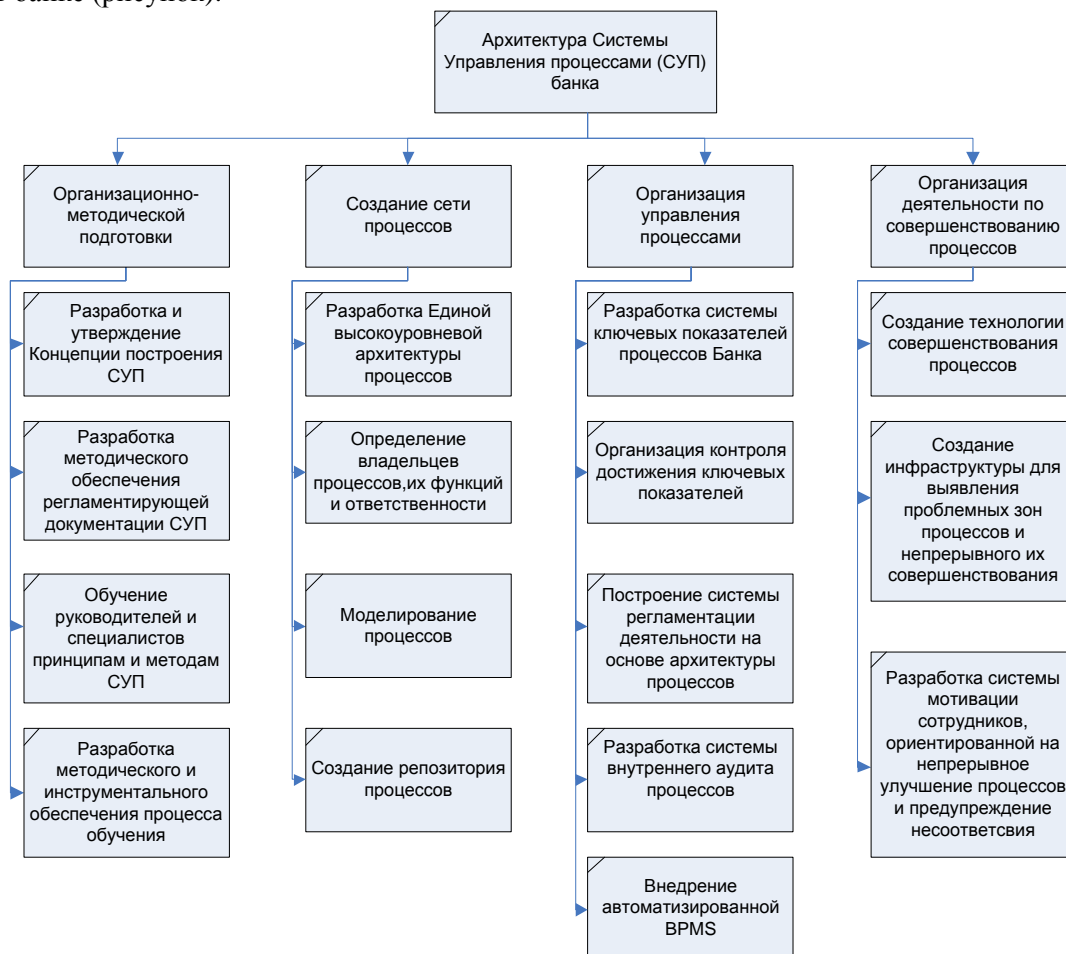 банке (рисунок).
Архитектура Системы
Управления процессами (СУП)
банка
Организационно-
методической
подготовки
Создание сети
процессов
Организация
управления
процессами
Организация
деятельности по
совершенствованию
процессов
Разработка и
утверждение
Концепции построения
СУП
Разработка Единой
высокоуровневой
архитектуры
процессов
Разработка системы
ключевых показателей
процессов Банка
Создание технологии
совершенствования
процессов
Разработка
методического
обеспечения
регламентирующей
документации СУП
Определение
владельцев
процессов,их функций
и ответственности
Организация контроля
достижения ключевых
показателей
Создание
инфраструктуры для
выявления
проблемных зон
процессов и
непрерывного их
совершенствования
Обучение
руководителей и
специалистов
принципам и методам
СУП
Моделирование
процессов
Построение системы
регламентации
деятельности на
основе архитектуры
процессов
Разработка системы
мотивации
сотрудников,
ориентированной на
непрерывное
улучшение процессов
и предупреждение
несоответсвия
Разработка
методического и
инструментального
обеспечения процесса
обучения
Создание репозитория
процессов
Разработка системы
внутреннего аудита
процессов
Внедрение
автоматизированной
BPMS